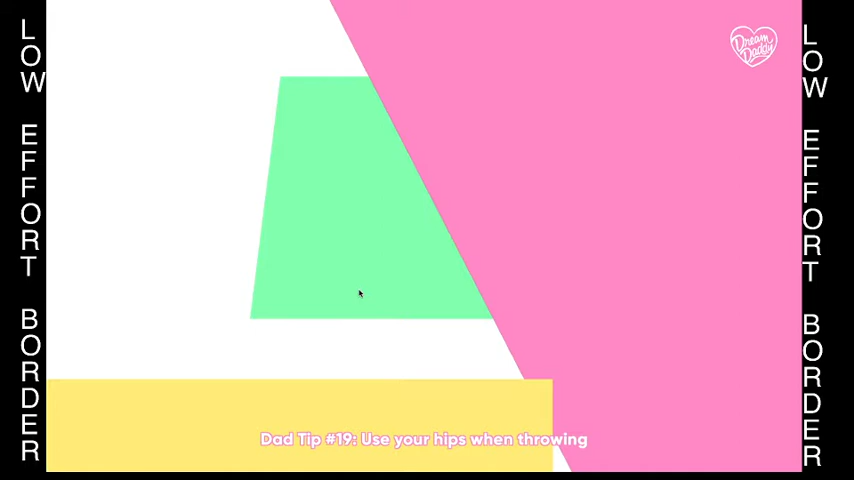 LOW EFFORT BORDER
Dream
Daddy
LOW EFFORT BORDER
Dad Tip #19: Use your hips when throwing